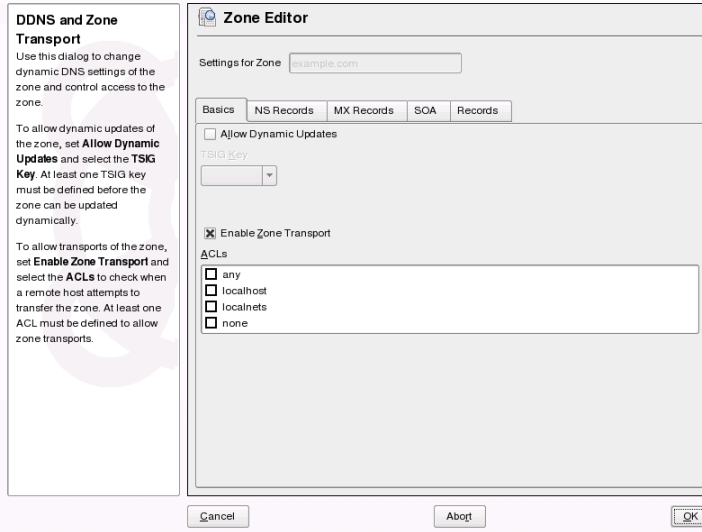 DDNS and Zone
Transport
Use this dialog to change
dynamic DNS settings of the
zone and control access to the
zone.
To allow dynamic updates of
the zone, set Allow Dynamic
Updates and select the TSIG
Key. At least one TSIG key
must be defined before the
zone can be updated
dynamically.
To allow transports of the zone,
set Enable Zone Transport and
select the ACLs to check when
a remote host attempts to
transfer the zone. At least one
ACL must be defined to allow
zone transports.
Zone Editor
Settings for Zone example.com
Basics NS Records MX Records SOA Records
Allow Dynamic Updates
TSIG Key
Enable Zone Transport
ACLs
any
localhost
localnets
none
Cancel Abort OK